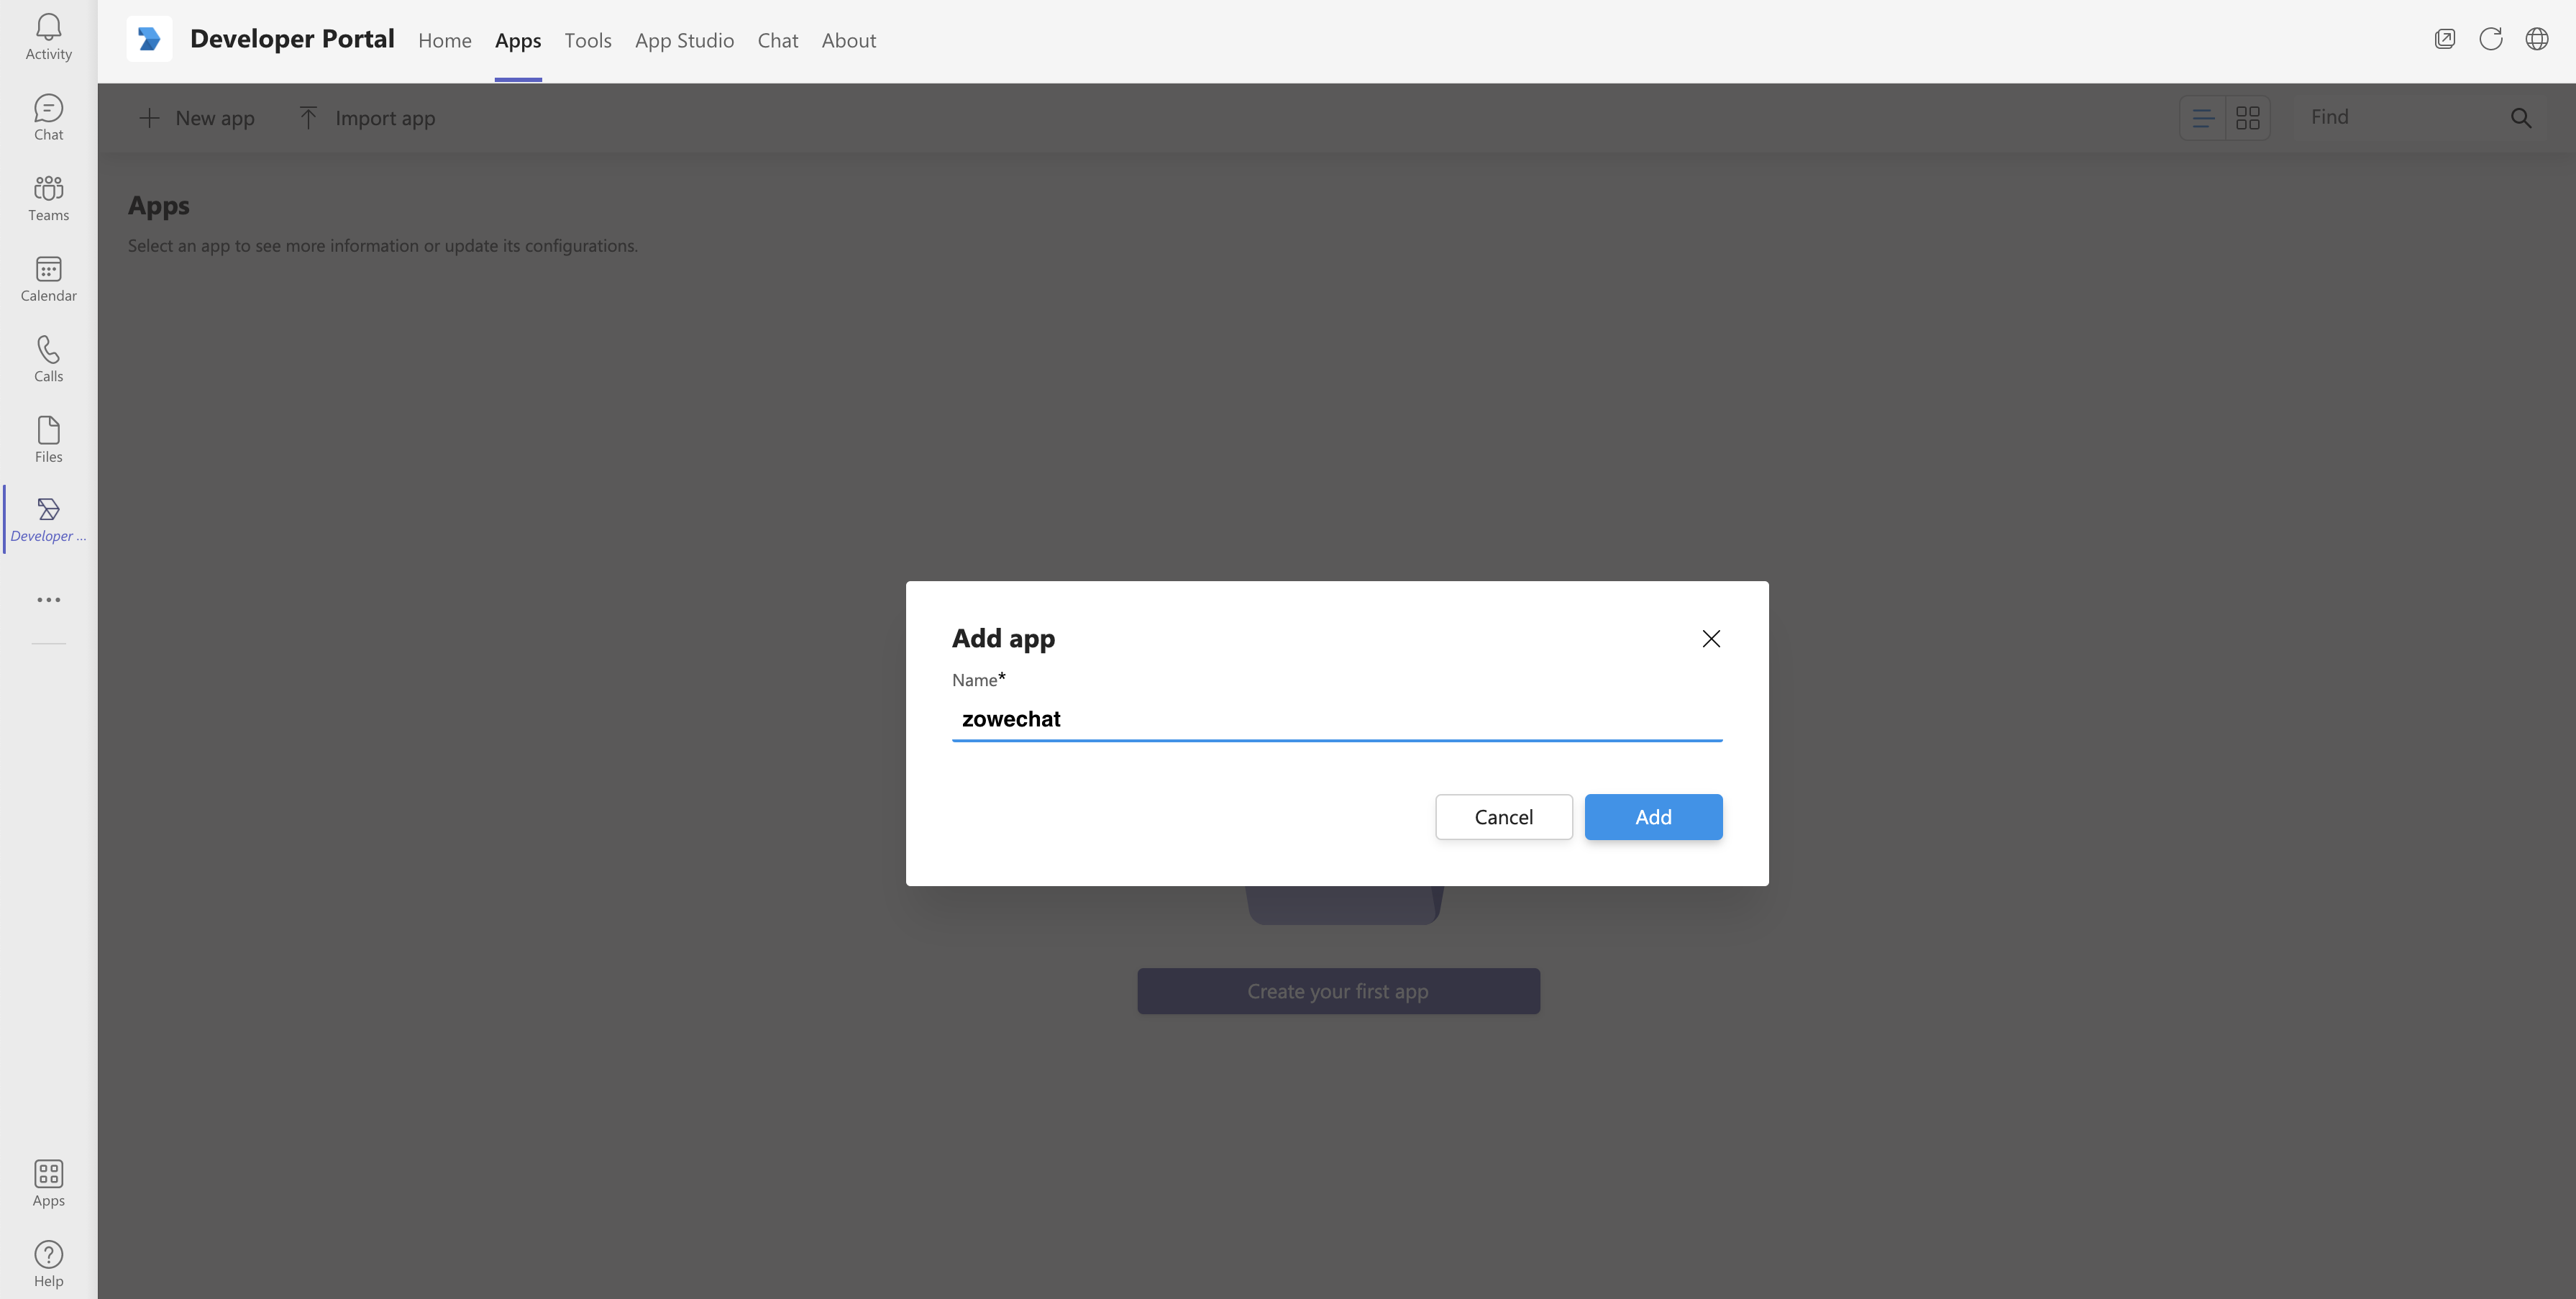 Activity
Chat
Teams
Calendar
Calls
Files
Developer ...
Apps
Help
Developer Portal Home Apps Tools App Studio Chat About
New app Import app Find
Apps
Select an app to see more information or update its configurations.
Add app
Name*
zowechat
Cancel Add
Create your first app